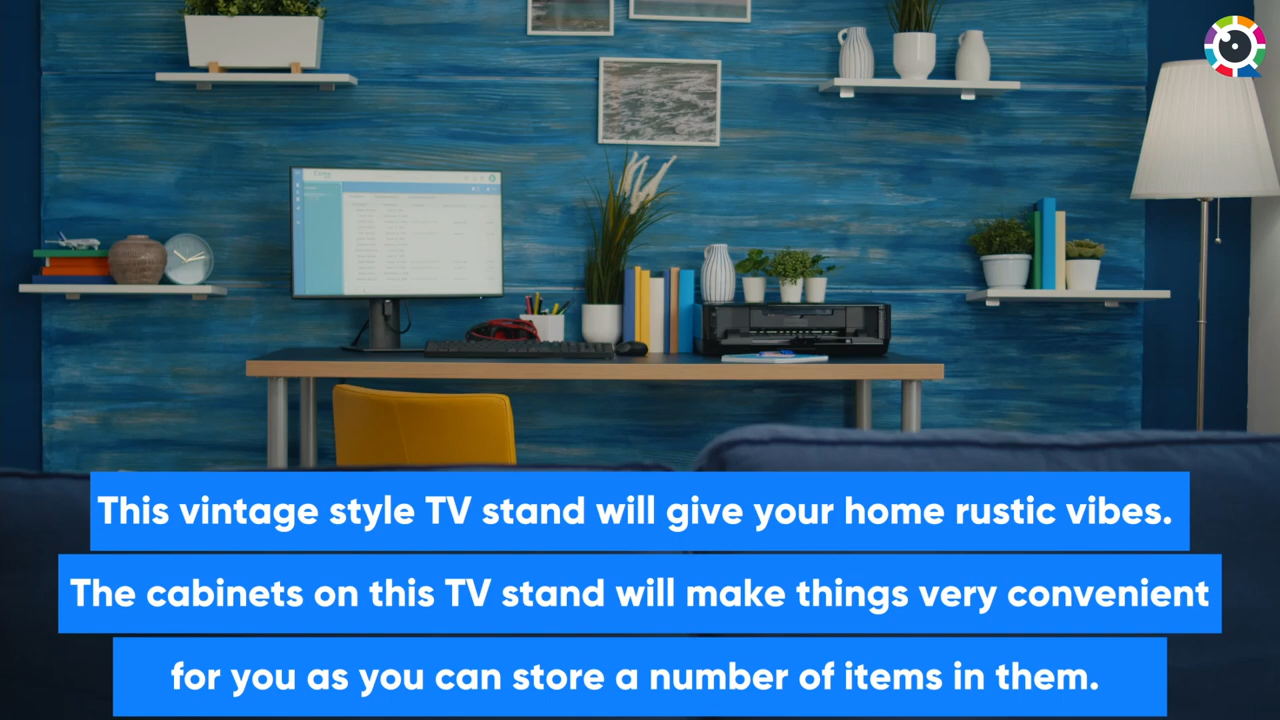 This vintage style TV stand will give your home rustic vibes.
The cabinets on this TV stand will make things very convenient
for you as you can store a number of items in them.